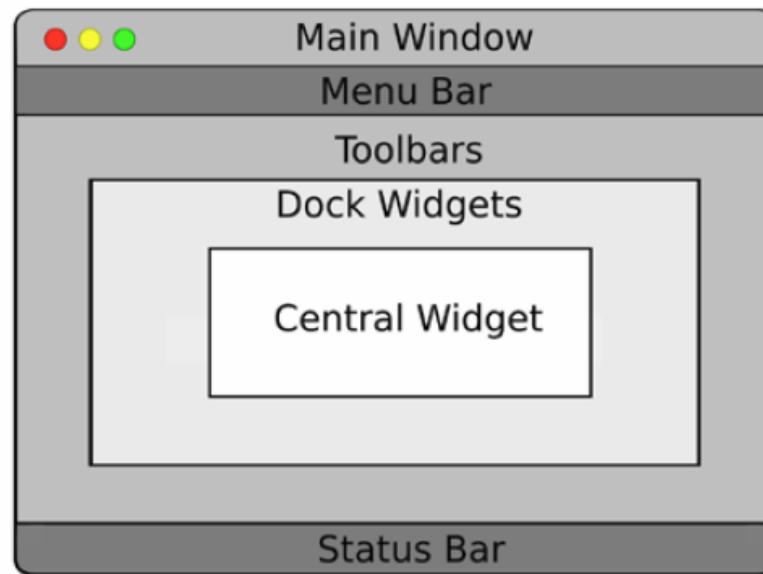 Main Window
Menu Bar
Toolbars
Dock Widgets
Central Widget
Status Bar